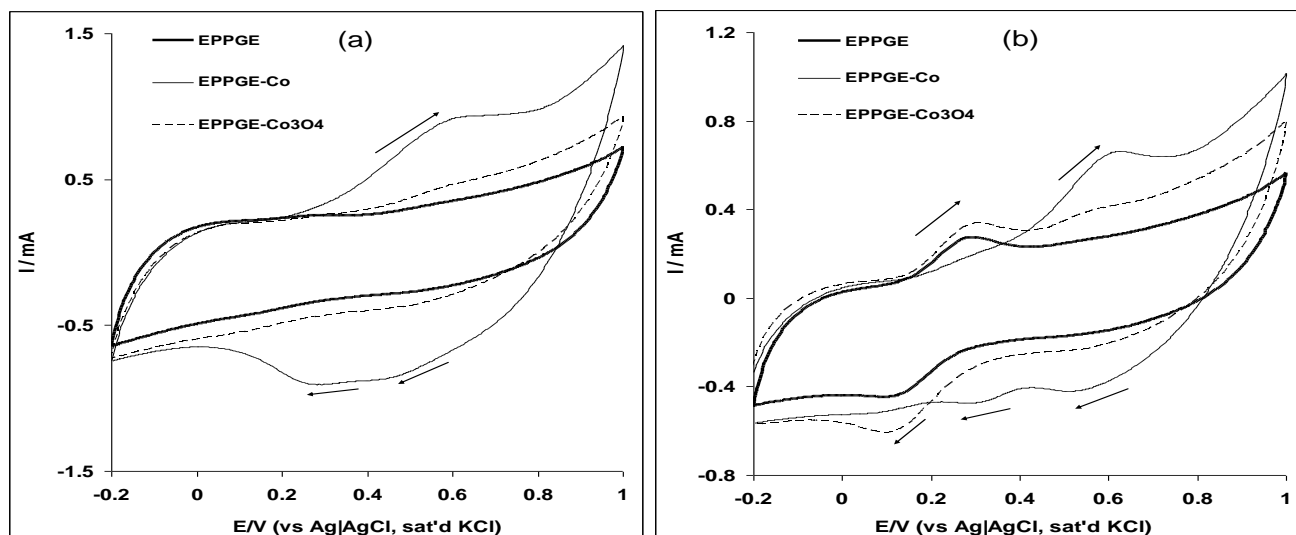 (a)
EPPGE
EPPGE-Co
EPPGE-Co3O4
1.5
0.5
-0.5
-1.5
I / mA
-0.2 0 0.2 0.4 0.6 0.8 1
E/V (vs Ag|AgCl, sat'd KCl)
(b)
EPPGE
EPPGE-Co
EPPGE-Co3O4
1.2
0.8
0.4
0
-0.4
-0.8
I / mA
-0.2 0 0.2 0.4 0.6 0.8 1
E/V (vs Ag|AgCl, sat'd KCl)